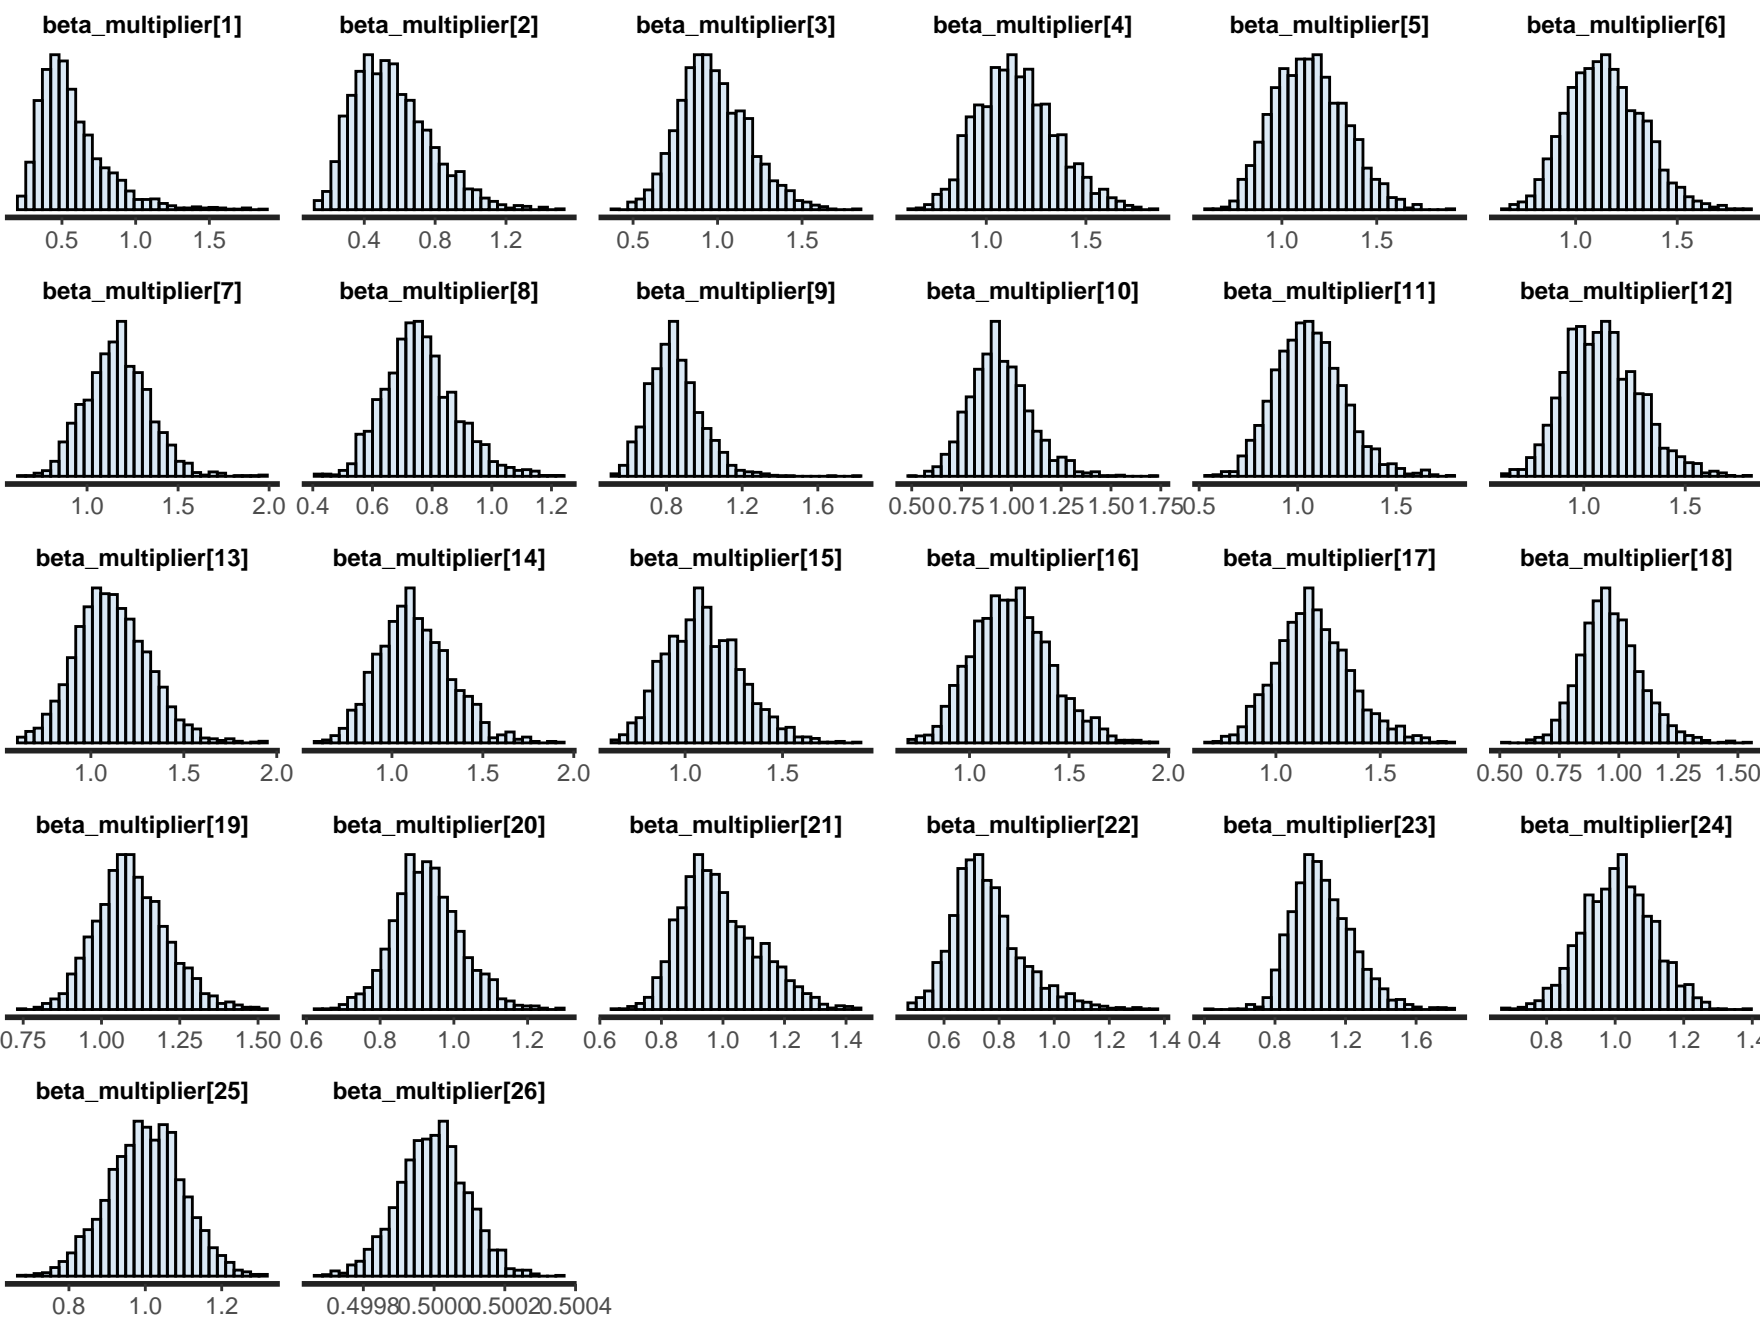 beta_multiplier[1] beta_multiplier[2] beta_multiplier[3] beta_multiplier[4] beta_multiplier[5] beta_multiplier[6]
0.5 1.0 1.5 0.4 0.8 1.2 0.5 1.0 1.5 1.0 1.5 1.0 1.5 1.0 1.5
beta_multiplier[7] beta_multiplier[8] beta_multiplier[9] beta_multiplier[10] beta_multiplier[11] beta_multiplier[12]
1.0 1.5 2.0 0.4 0.6 0.8 1.0 1.2 0.8 1.2 1.6 0.50 0.75 1.00 1.25 1.50 1.75 0.5 1.0 1.5 1.0 1.5
beta_multiplier[13] beta_multiplier[14] beta_multiplier[15] beta_multiplier[16] beta_multiplier[17] beta_multiplier[18]
1.0 1.5 2.0 1.0 1.5 2.0 1.0 1.5 1.0 1.5 2.0 1.0 1.5 0.50 0.75 1.00 1.25 1.50
beta_multiplier[19] beta_multiplier[20] beta_multiplier[21] beta_multiplier[22] beta_multiplier[23] beta_multiplier[24]
0.75 1.00 1.25 1.50 0.6 0.8 1.0 1.2 0.6 0.8 1.0 1.2 1.4 0.6 0.8 1.0 1.2 1.4 0.4 0.8 1.2 1.6 0.8 1.0 1.2 1.4
beta_multiplier[25] beta_multiplier[26]
0.8 1.0 1.2 0.4998 0.5000 0.5002 0.5004